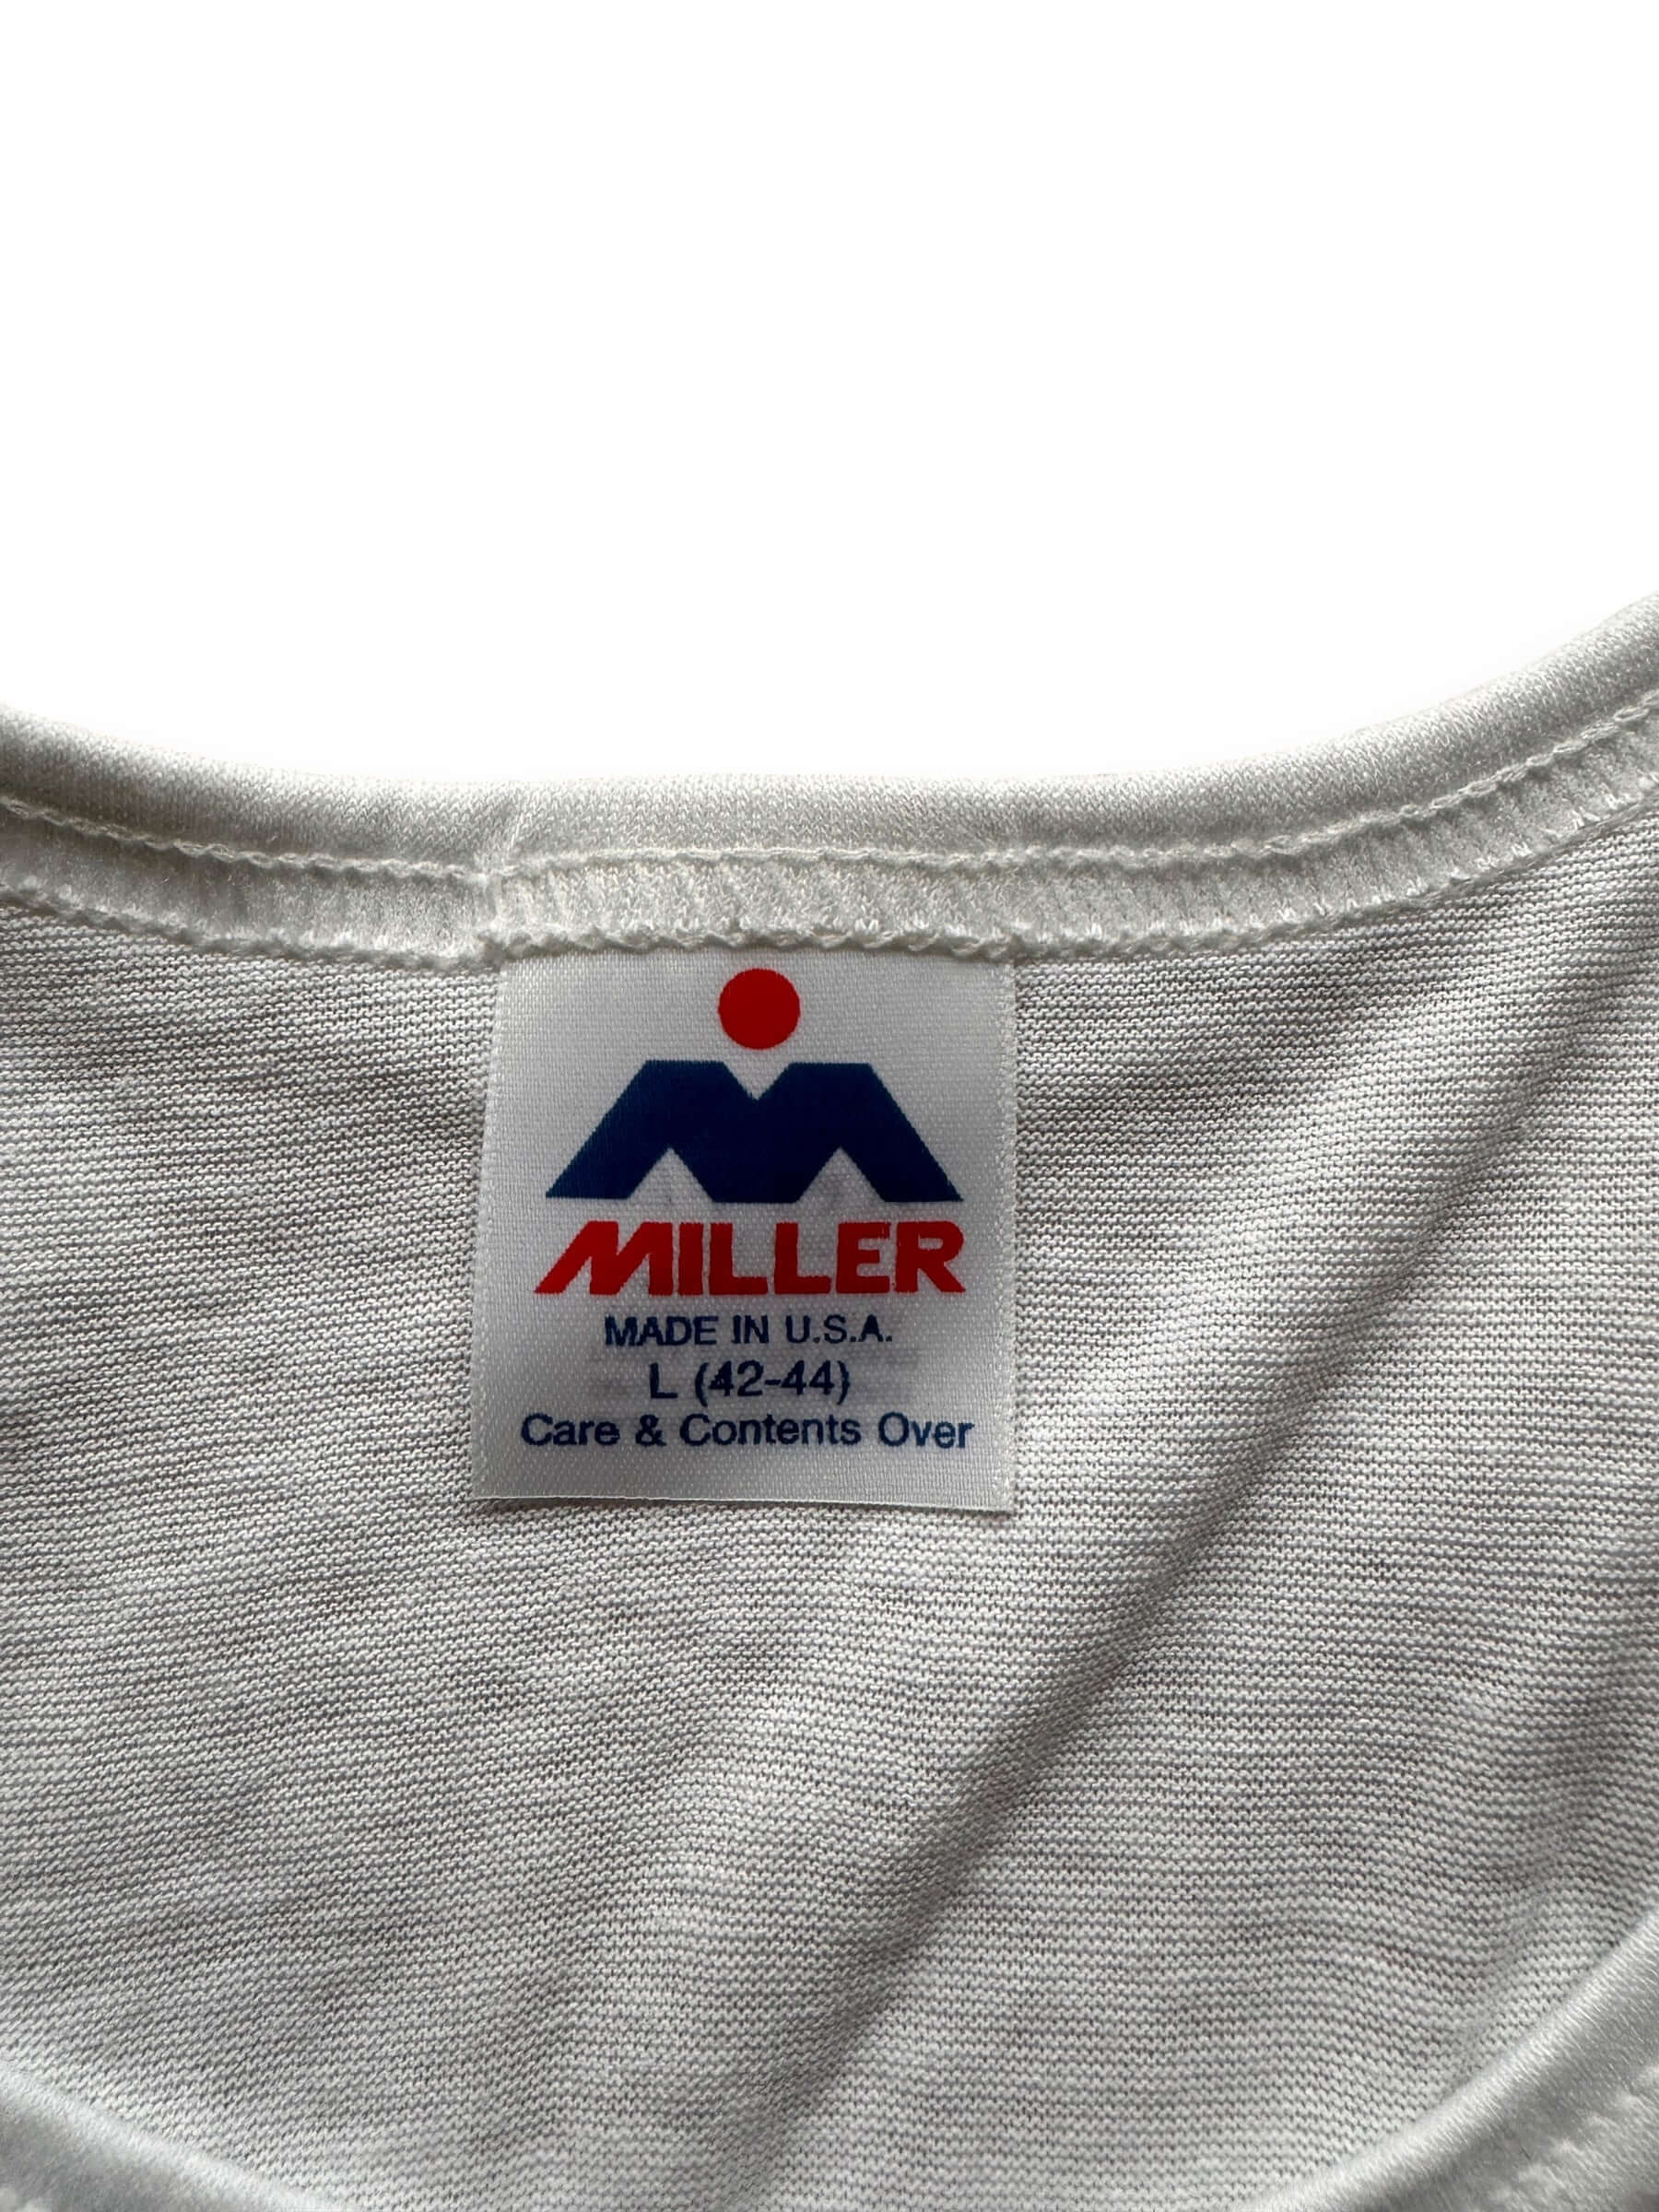 MILLER
MADE IN U.S.A.
L (42-44)
Care & Contents Over